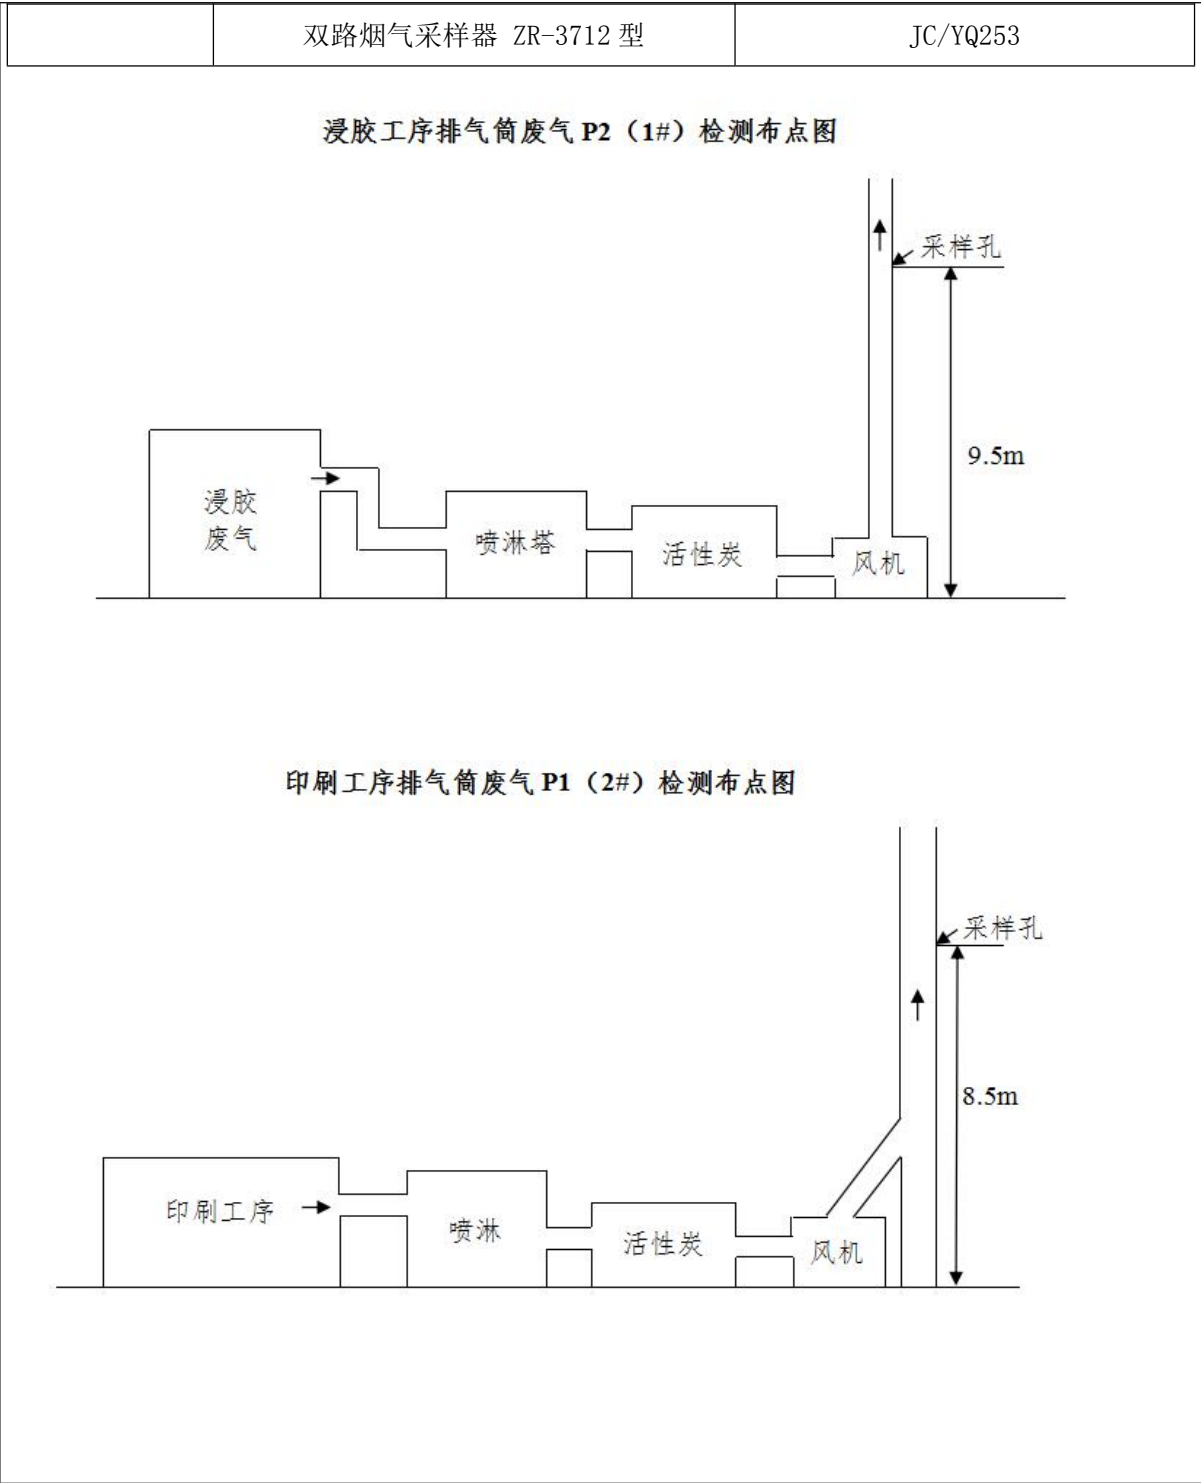 双路烟气采样器 ZR-3712型 JC/YQ253
浸胶工序排气筒废气 P2（1#）检测布点图
采样孔
9.5m
浸胶
废气
喷淋塔
活性炭
风机
印刷工序排气筒废气 P1（2#）检测布点图
采样孔
8.5m
印刷工序
喷淋
活性炭
风机